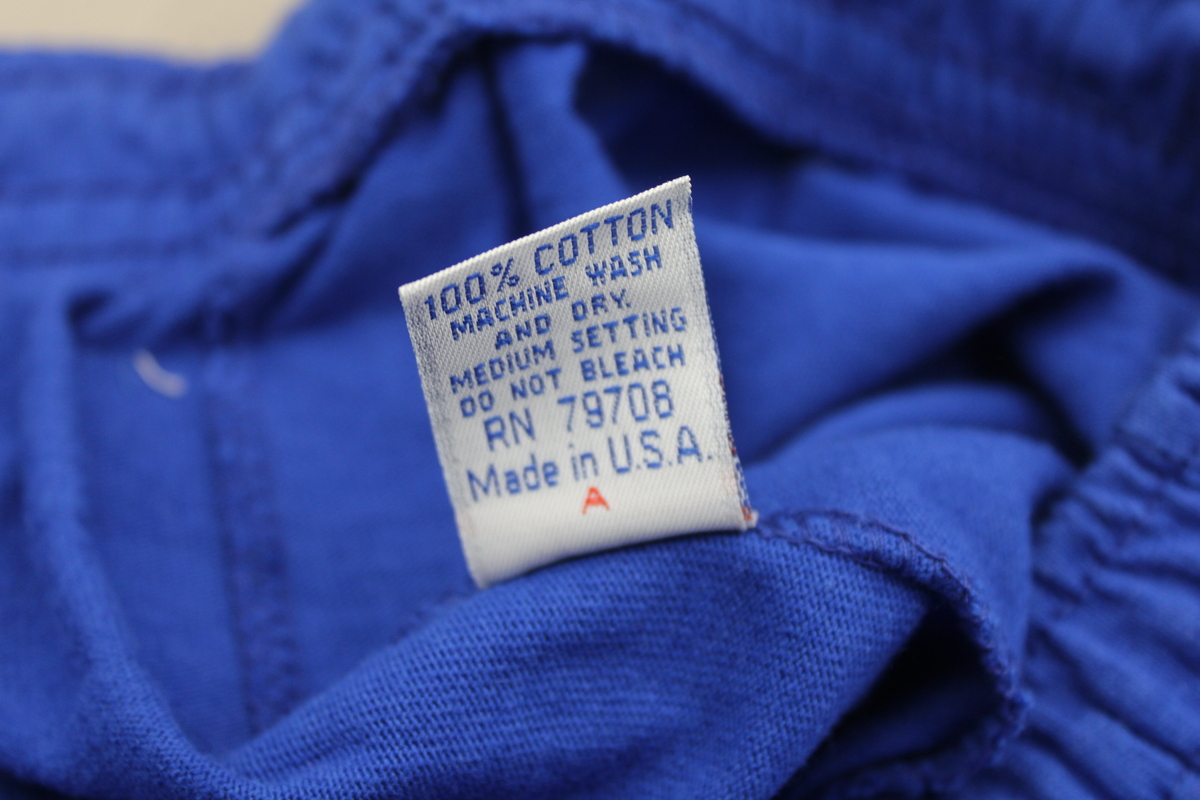 100% COTTON
MACHINE WASH
AND DRY.
MEDIUM SETTING
DO NOT BLEACH
RN 79708
Made in U.S.A.
A